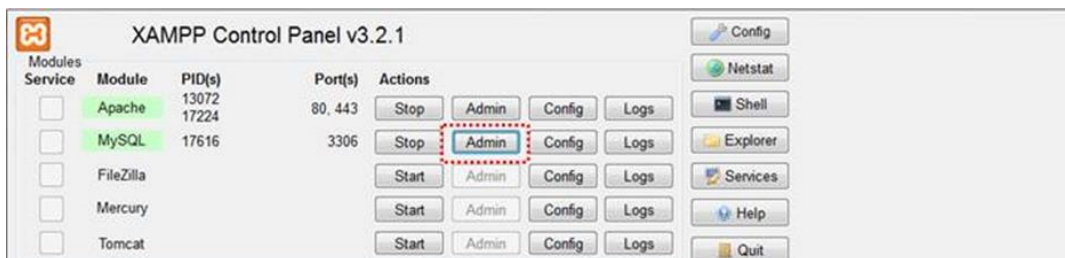 XAMPP Control Panel v3.2.1
Config
Modules
Service Module PID(s) Port(s) Actions
Netstat
Apache 13072 17224 80, 443 Stop Admin Config Logs
Shell
MySQL 17616 3306 Stop Admin Config Logs
Explorer
FileZilla Start Admin Config Logs
Services
Mercury Start Admin Config Logs
Help
Tomcat Start Admin Config Logs
Quit